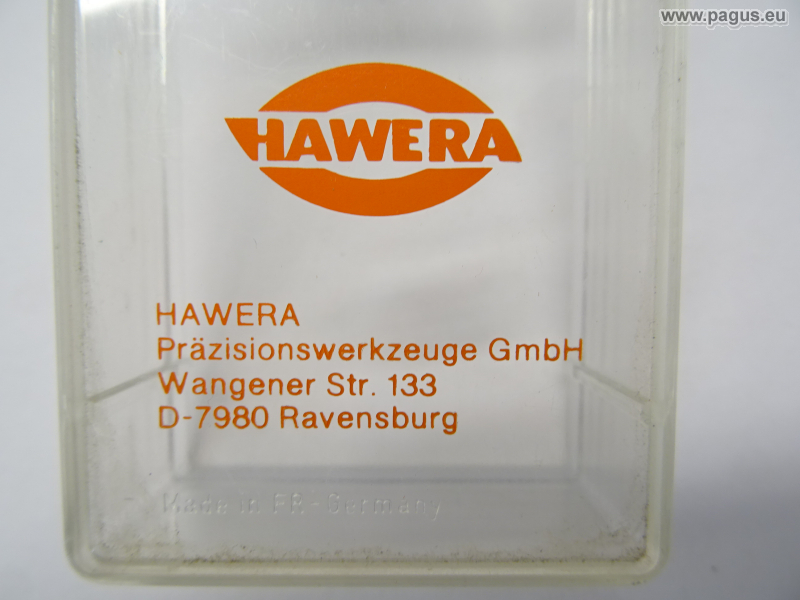 www.pagus.eu
HAWERA
HAWERA
Präzisionswerkzeuge GmbH
Wangener Str. 133
D-7980 Ravensburg
Made in FR-Germany